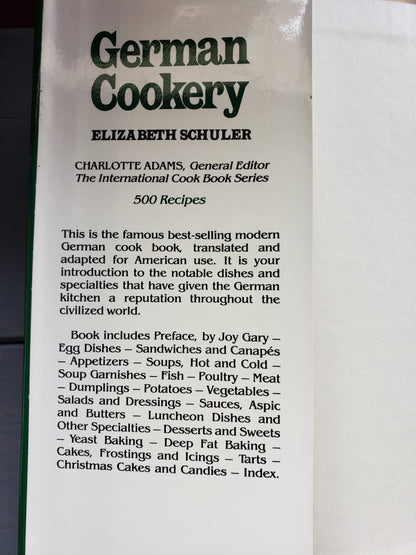 German
Cookery
ELIZABETH SCHULER
CHARLOTTE ADAMS, General Editor
The International Cook Book Series
500 Recipes
This is the famous best-selling modern
German cook book, translated and
adapted for American use. It is your
introduction to the notable dishes and
specialties that have given the German
kitchen a reputation throughout the
civilized world.
Book includes Preface, by Joy Gary —
Egg Dishes — Sandwiches and Canapés
— Appetizers — Soups, Hot and Cold —
Soup Garnishes — Fish — Poultry — Meat
— Dumplings — Potatoes — Vegetables —
Salads and Dressings — Sauces, Aspic
and Butters — Luncheon Dishes and
Other Specialties — Desserts and Sweets
— Yeast Baking — Deep Fat Baking —
Cakes, Frostings and Icings — Tarts —
Christmas Cakes and Candies — Index.